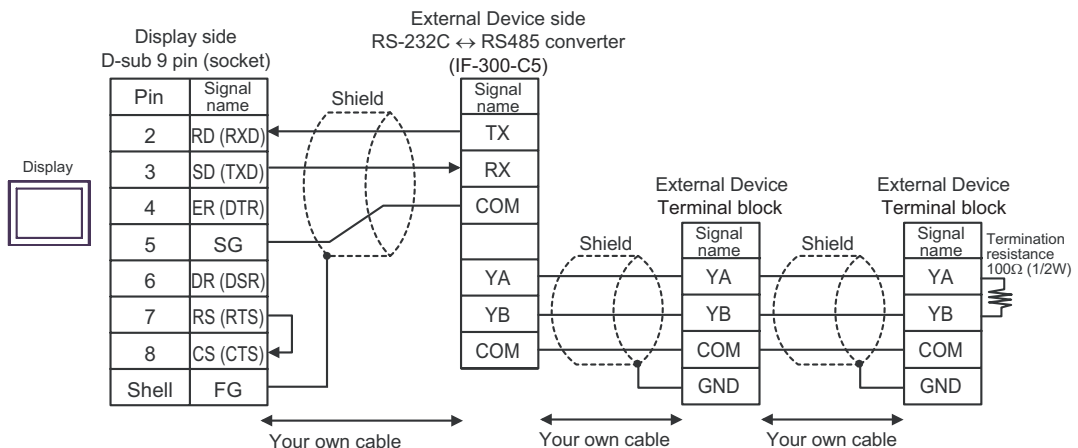 External Device side
RS-232C ↔ RS485 converter
(IF-300-C5)
Display side
D-sub 9 pin (socket)
Pin
Signal
name
2
RD (RXD)
3
SD (TXD)
4
ER (DTR)
5
SG
6
DR (DSR)
7
RS (RTS)
8
CS (CTS)
Shell
FG
Display
Shield
Signal
name
TX
RX
COM
YA
YB
COM
Shield
External Device
Terminal block
Signal
name
YA
YB
COM
GND
Shield
External Device
Terminal block
Signal
name
YA
YB
COM
GND
Termination
resistance
100Ω (1/2W)
Your own cable
Your own cable
Your own cable